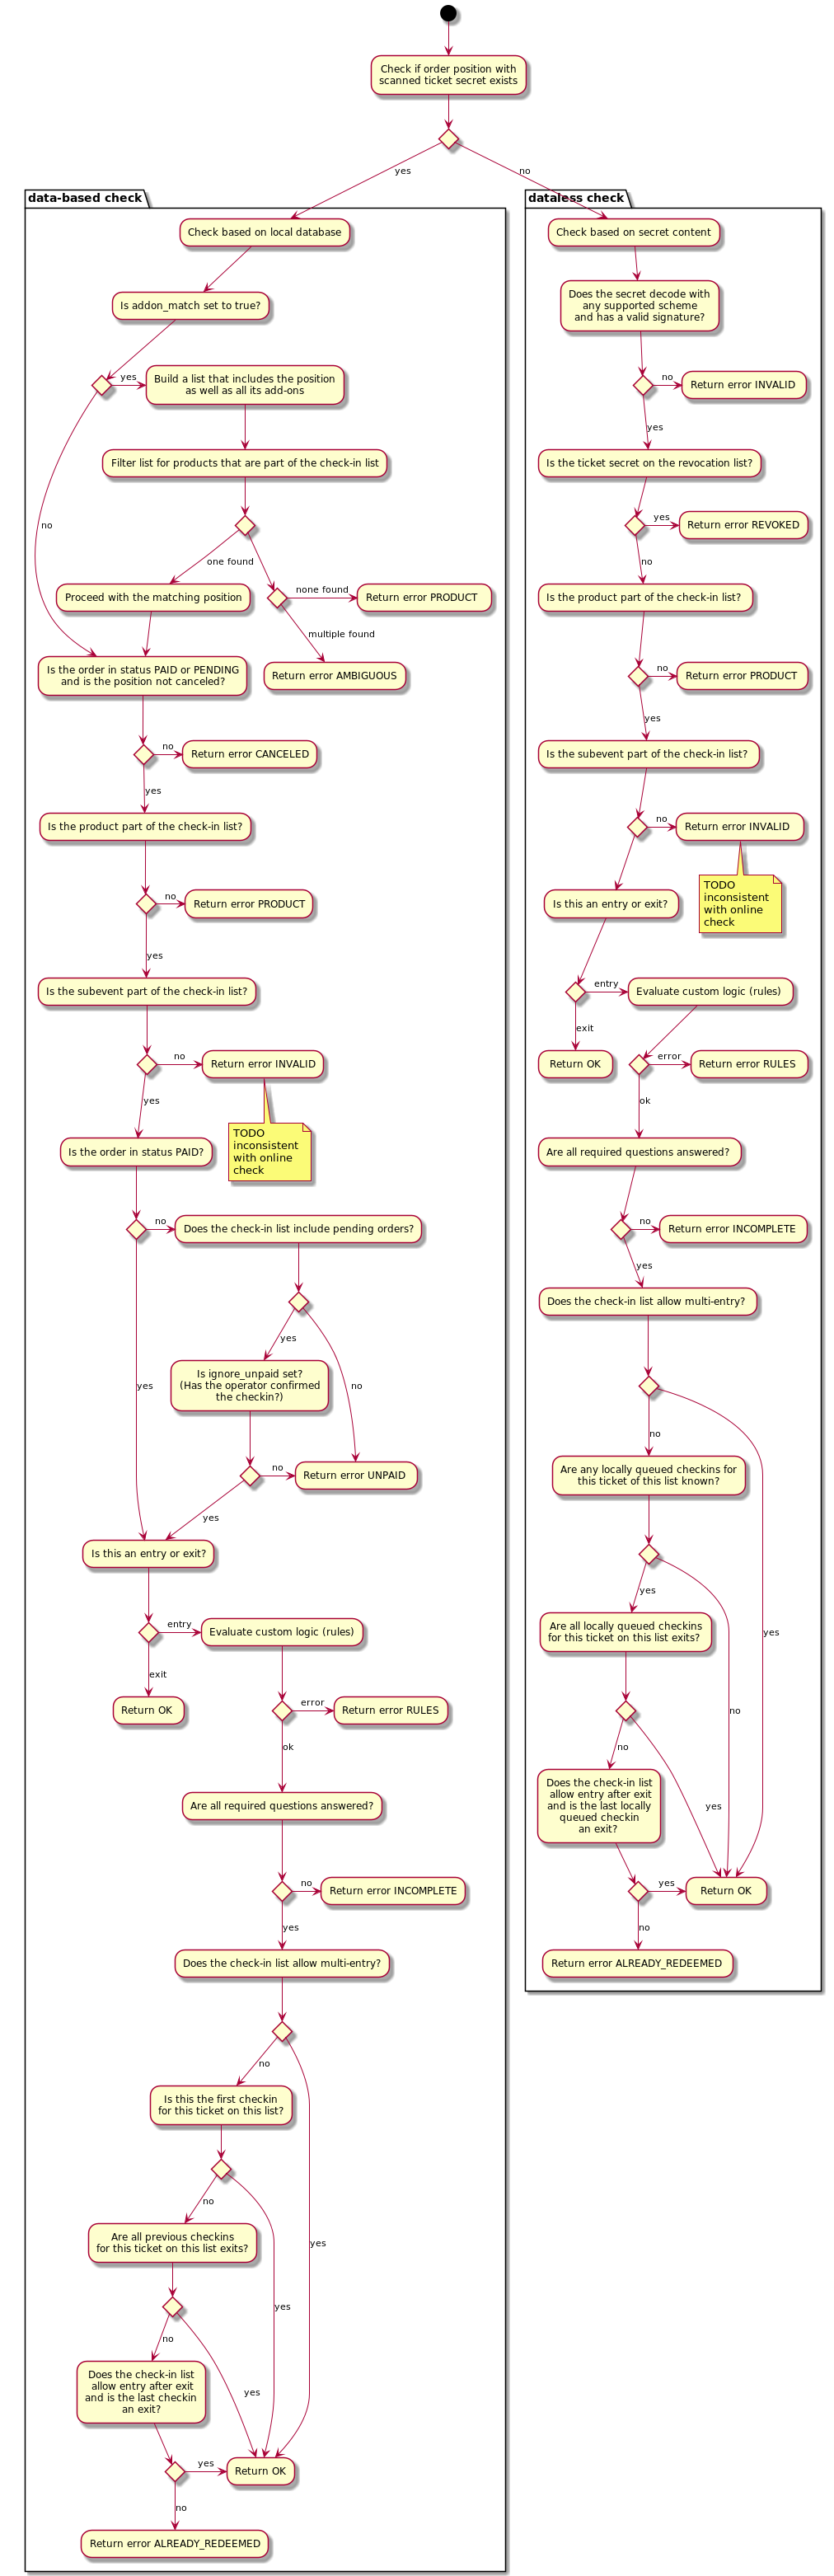 Check if order position with
scanned ticket secret exists
yes
no
data-based check
Check based on local database
Is addon_match set to true?
yes
Build a list that includes the position
as well as all its add-ons
Filter list for products that are part of the check-in list
no
one found
none found
Proceed with the matching position
Return error PRODUCT
multiple found
Is the order in status PAID or PENDING
and is the position not canceled?
Return error AMBIGUOUS
no
Return error CANCELED
yes
Is the product part of the check-in list?
no
Return error PRODUCT
yes
Is the subevent part of the check-in list?
no
Return error INVALID
yes
TODO
inconsistent
with online
check
Is the order in status PAID?
no
Does the check-in list include pending orders?
yes
Is ignore_unpaid set?
(Has the operator confirmed
the checkin?)
yes
no
no
Return error UNPAID
yes
Is this an entry or exit?
entry
Evaluate custom logic (rules)
exit
Return OK
error
Return error RULES
ok
Are all required questions answered?
no
Return error INCOMPLETE
yes
Does the check-in list allow multi-entry?
no
Is this the first checkin
for this ticket on this list?
no
Are all previous checkins
for this ticket on this list exits?
yes
yes
no
Does the check-in list
allow entry after exit
and is the last checkin
an exit?
yes
yes
Return OK
no
Return error ALREADY_REDEEMED
dataless check
Check based on secret content
Does the secret decode with
any supported scheme
and has a valid signature?
no
Return error INVALID
yes
Is the ticket secret on the revocation list?
yes
Return error REVOKED
no
Is the product part of the check-in list?
no
Return error PRODUCT
yes
Is the subevent part of the check-in list?
no
Return error INVALID
TODO
inconsistent
with online
check
Is this an entry or exit?
entry
Evaluate custom logic (rules)
exit
Return OK
error
Return error RULES
ok
Are all required questions answered?
no
Return error INCOMPLETE
yes
Does the check-in list allow multi-entry?
no
Are any locally queued checkins for
this ticket of this list known?
yes
Are all locally queued checkins
for this ticket on this list exits?
yes
no
no
Does the check-in list
allow entry after exit
and is the last locally
queued checkin
an exit?
yes
yes
Return OK
no
Return error ALREADY_REDEEMED